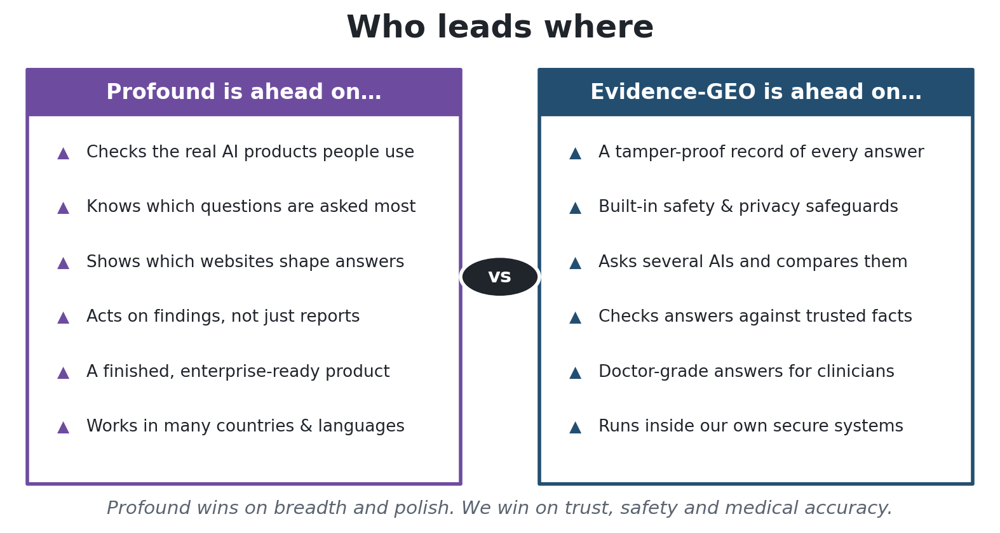 Who leads where
Profound is ahead on…
▲ Checks the real AI products people use
▲ Knows which questions are asked most
▲ Shows which websites shape answers
▲ Acts on findings, not just reports
▲ A finished, enterprise-ready product
▲ Works in many countries & languages
vs
Evidence-GEO is ahead on…
▲ A tamper-proof record of every answer
▲ Built-in safety & privacy safeguards
▲ Asks several AIs and compares them
▲ Checks answers against trusted facts
▲ Doctor-grade answers for clinicians
▲ Runs inside our own secure systems
Profound wins on breadth and polish. We win on trust, safety and medical accuracy.